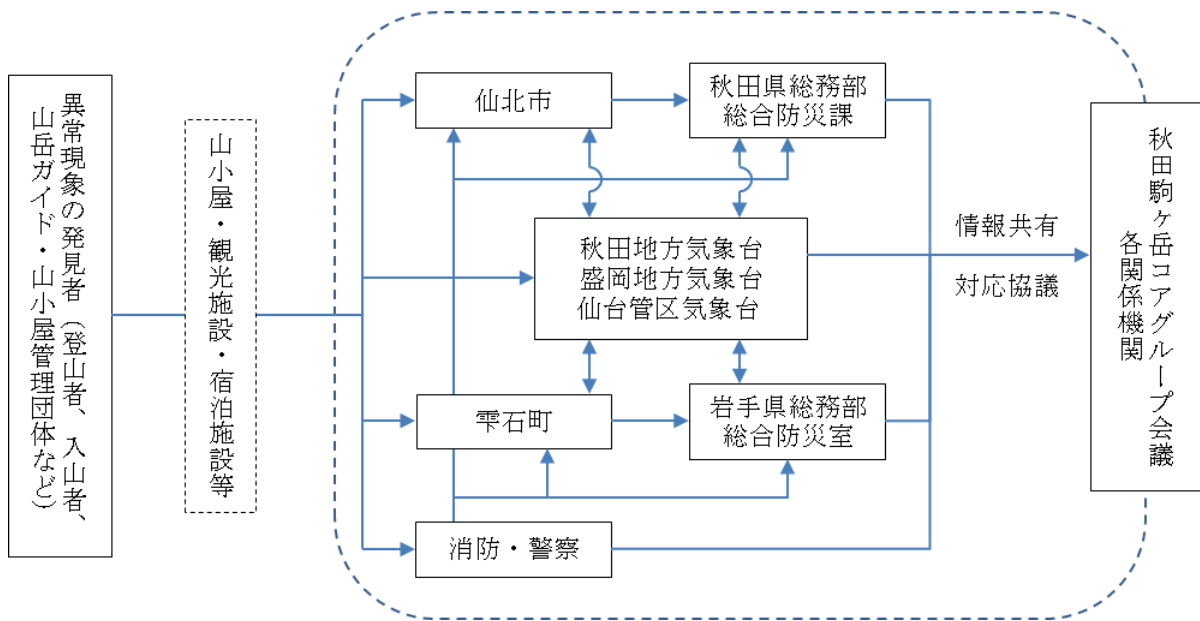 異常現象の発見者（登山者、入山者、
山岳ガイド・山小屋管理団体など）
山小屋・観光施設・宿泊施設等
仙北市
秋田県総務部
総合防災課
秋田地方気象台
盛岡地方気象台
仙台管区気象台
雫石町
岩手県総務部
総合防災室
消防・警察
情報共有
対応協議
秋田駒ヶ岳コアグループ会議
各関係機関